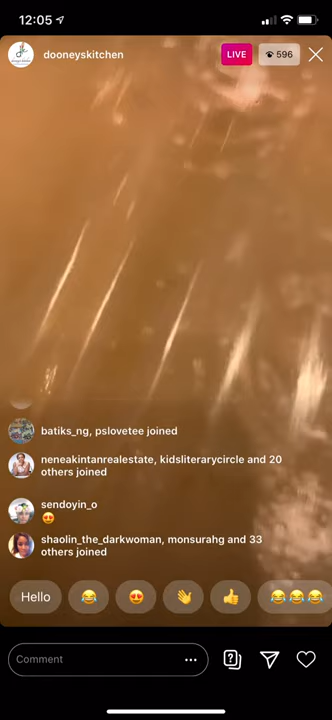 12:05
dooneyskitchen
LIVE
596
batiks_ng, pslovetee joined
neneakintanrealestate, kidsliterarycircle and 20
others joined
sendoyin_o
😍
shaolin_the_darkwoman, monsurahg and 33
others joined
Hello 😂 😍 👋 👍 😂😂😂
Comment